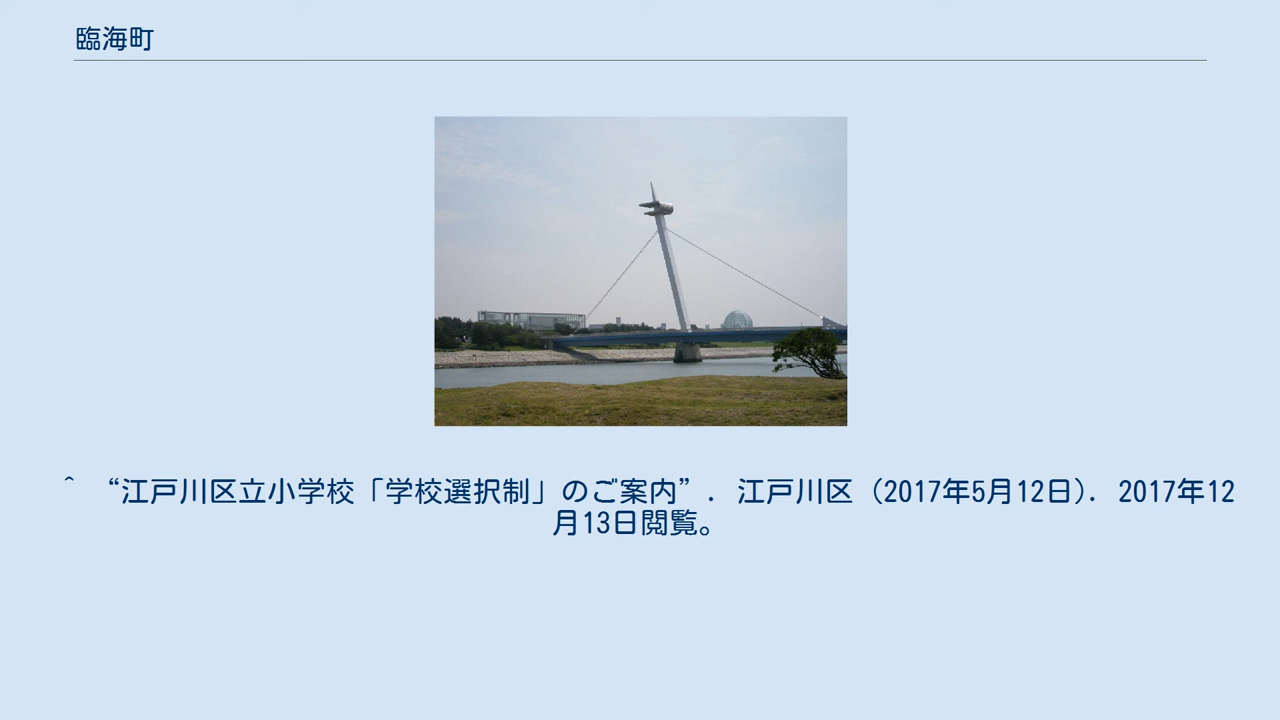 臨海町
^ “江戸川区立小学校「学校選択制」のご案内”. 江戸川区 (2017年5月12日). 2017年12
月13日閲覧。